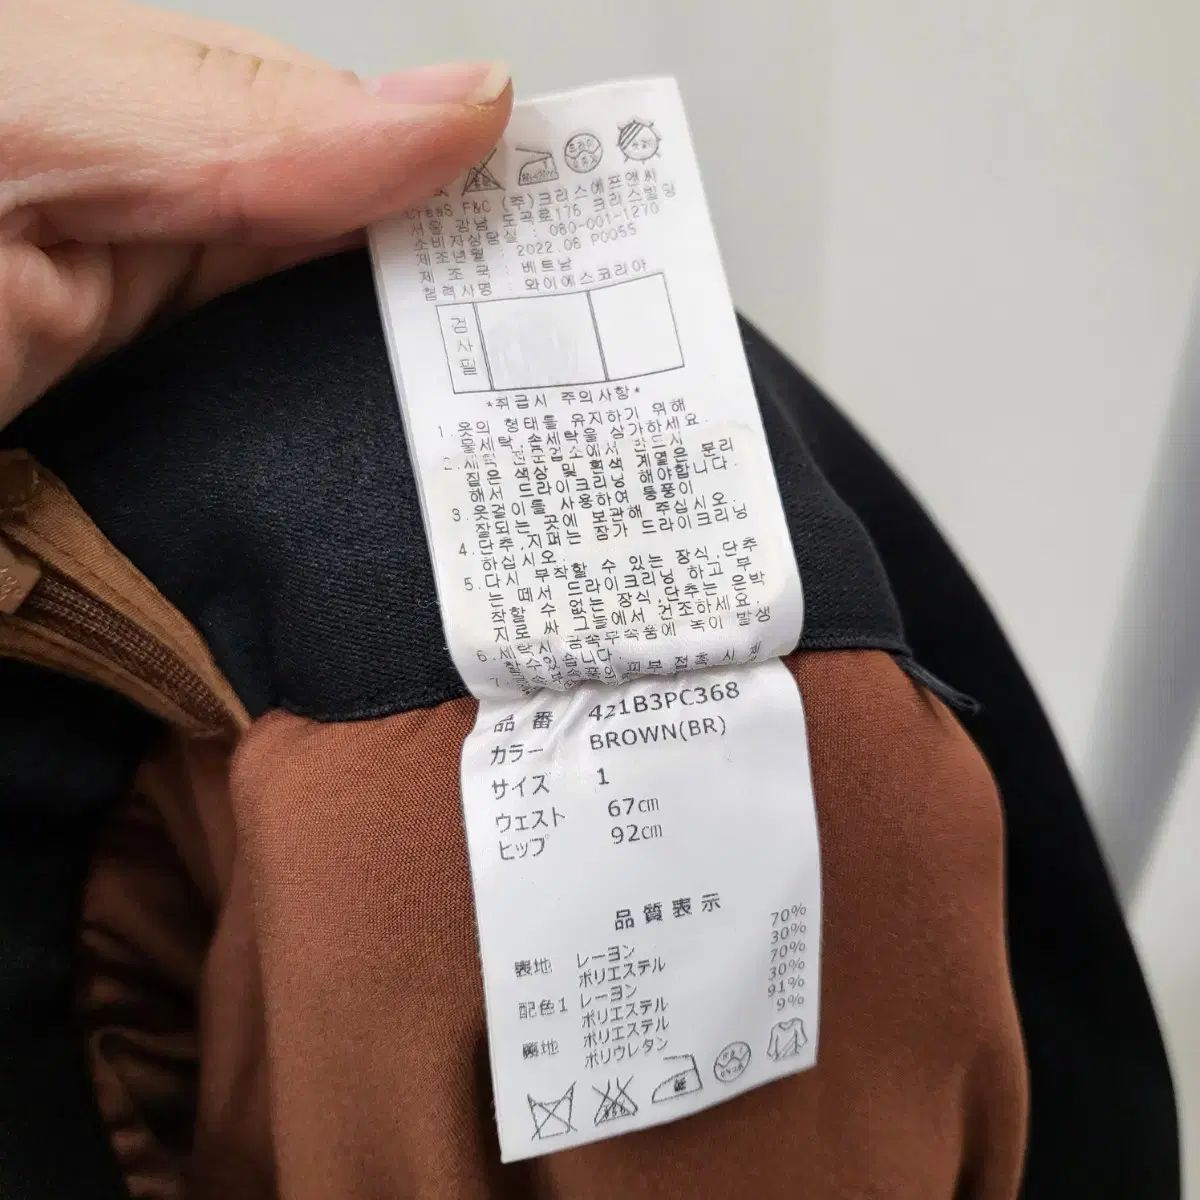 CreaS F&C (주)크리스에프앤씨
서울 강남 도곡로176 크리스빌딩
소비자상담실 : 080-001-1270
제조년월 : 2022.06 P0055
제 조 국 : 베트남
협력사명 : 와이에스코리아
검사필
*취급시 주의사항*
1.옷의 형태를 유지하기 위해
물세탁,손세탁을 삼가하세요.
2.
질은 색상 및 흰색 계열은 분리
해서 드라이크리닝 해야합니다.
3.옷걸이를 사용하여 통풍이
잘되는 곳에 보관해 주십시오.
4.단추,지퍼는 잠가 드라이크리닝
하십시오.
5.다시 부착할 수 있는 장식,단추
는 떼서 드라이크리닝 하고 부
착할 수 없는 장식,단추는 은박
지로 싸 그늘에서 건조하세요.
6.세탁시 금속부속품에 녹이 발생
品番 4z1B3PC368
カラー BROWN(BR)
サイズ 1
ウェスト 67cm
ヒップ 92cm
品質表示
表地 レーヨン 70%
ポリエステル 30%
配色1 レーヨン 70%
ポリエステル 30%
裏地 ポリエステル 91%
ポリウレタン 9%